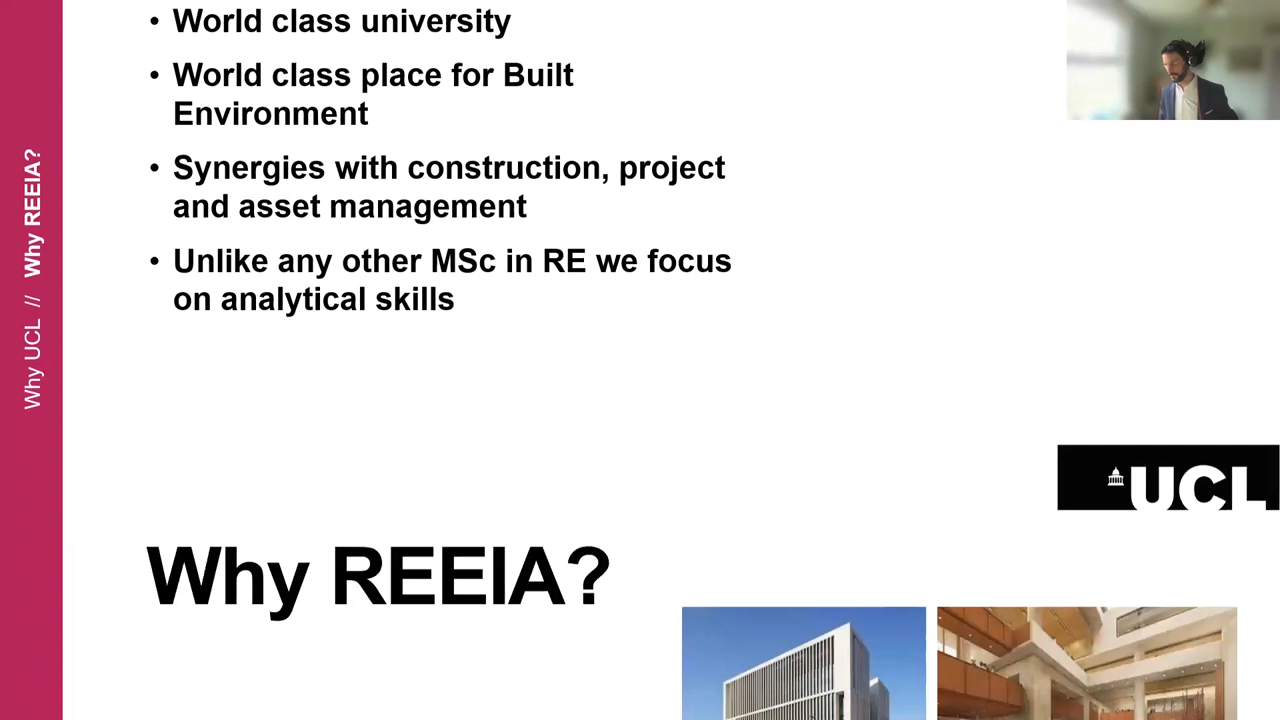 • World class university
• World class place for Built
Environment
• Synergies with construction, project
and asset management
• Unlike any other MSc in RE we focus
on analytical skills
Why UCL // Why REEIA?
UCL
Why REEIA?